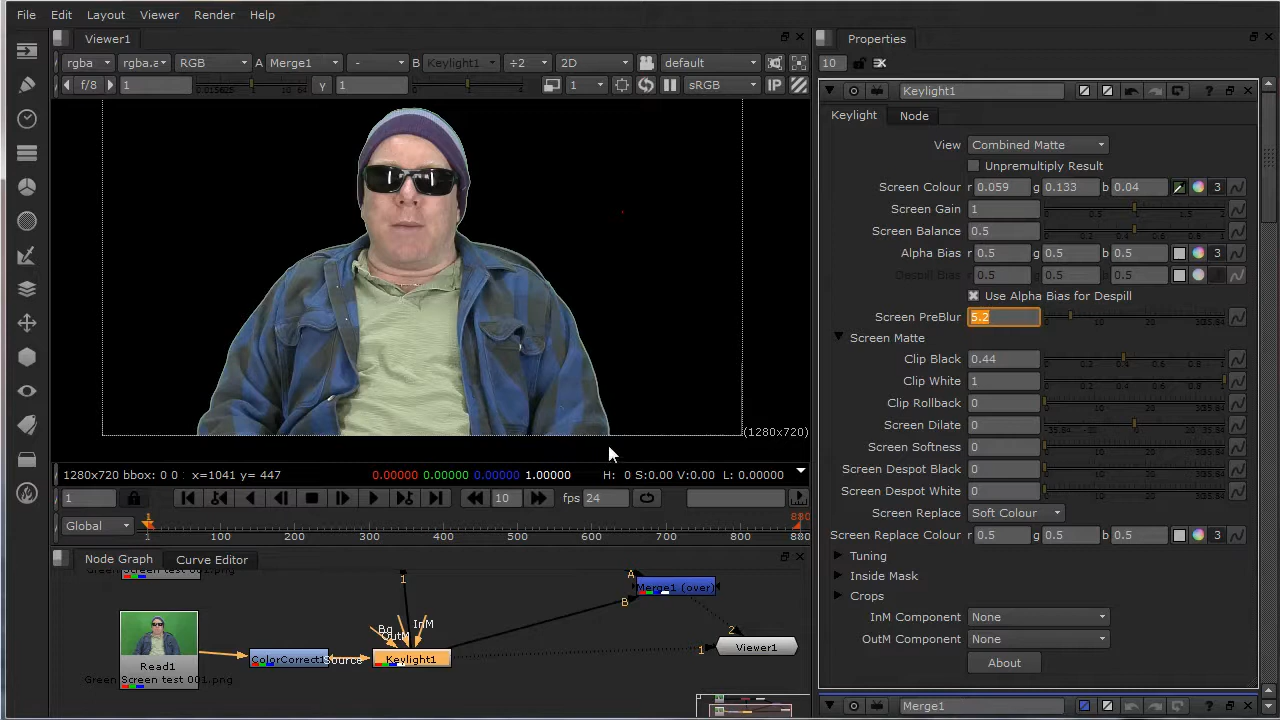 File Edit Layout Viewer Render Help
Viewer1
rgba rgba.a RGB A Merge1 - B Keylight1 ÷2 2D default
f/8 1 Y 1 1 sRGB IP
(1280x720)
1280x720 bbox: 0 0 x=1041 y= 447 0.00000 0.00000 0.00000 1.00000 H: 0 S:0.00 V:0.00 L: 0.00000
1 10 fps 24
Global 1 880
1 100 200 300 400 500 600 700 800 880
Node Graph Curve Editor
1
A
Merge1 (over)
B
Bg
OutM
InM
Read1
Green Screen test 001.png
ColorCorrect1
Source
Keylight1
1
2
Viewer1
Properties
10
Keylight1
Keylight Node
View Combined Matte
Unpremultiply Result
Screen Colour r 0.059 g 0.133 b 0.04 3
Screen Gain 1
Screen Balance 0.5
Alpha Bias r 0.5 g 0.5 b 0.5 3
Despill Bias r 0.5 g 0.5 b 0.5
Use Alpha Bias for Despill
Screen PreBlur 5.2
Screen Matte
Clip Black 0.44
Clip White 1
Clip Rollback 0
Screen Dilate 0
Screen Softness 0
Screen Despot Black 0
Screen Despot White 0
Screen Replace Soft Colour
Screen Replace Colour r 0.5 g 0.5 b 0.5 3
Tuning
Inside Mask
Crops
InM Component None
OutM Component None
About
Merge1